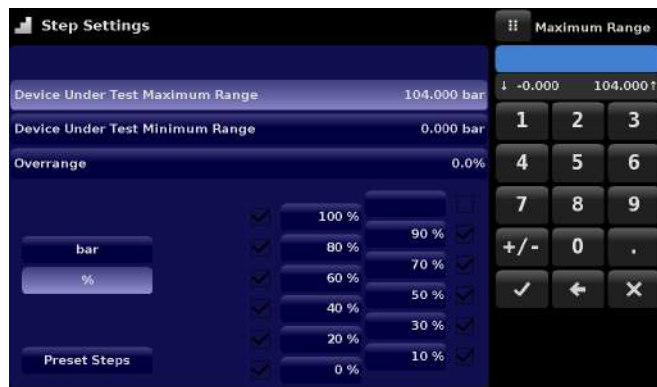 Step Settings
Maximum Range
Device Under Test Maximum Range 104.000 bar
↓ -0.000 104.000↑
Device Under Test Minimum Range 0.000 bar
Overrange 0.0%
1 2 3
4 5 6
7 8 9
+/- 0 .
✓ ← ✕
100 %
90 %
bar
80 %
70 %
%
60 %
50 %
40 %
30 %
20 %
10 %
Preset Steps
0 %